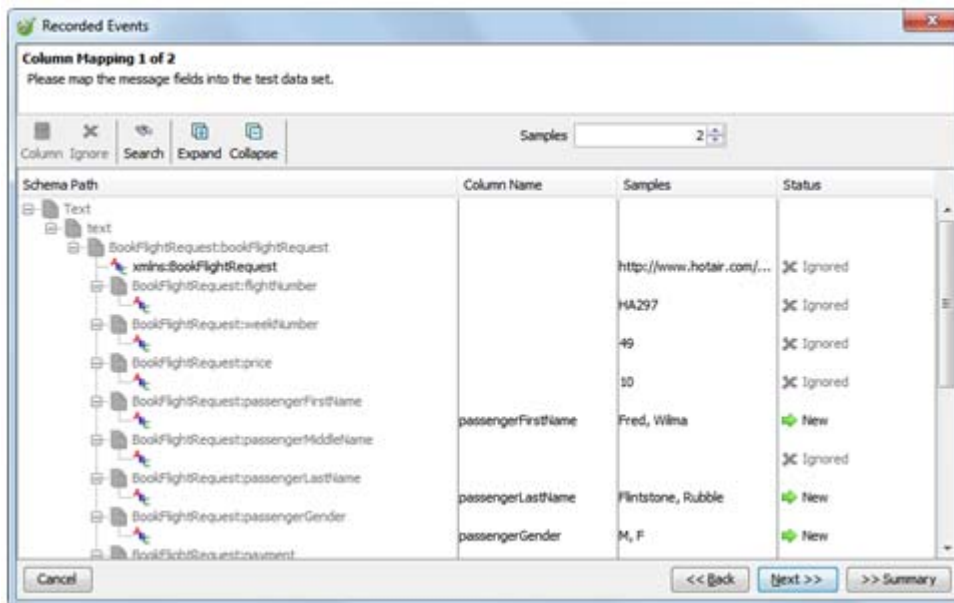 Recorded Events
Column Mapping 1 of 2
Please map the message fields into the test data set.
Column Ignore Search Expand Collapse Samples 2
Schema Path Column Name Samples Status
Text
text
BookFlightRequest:bookFlightRequest
xmlns:BookFlightRequest http://www.hotair.com/... Ignored
BookFlightRequest:flightNumber
HA297 Ignored
BookFlightRequest:weekNumber
49 Ignored
BookFlightRequest:price
10 Ignored
BookFlightRequest:passengerFirstName
passengerFirstName Fred, Wilma New
BookFlightRequest:passengerMiddleName
Ignored
BookFlightRequest:passengerLastName
passengerLastName Flintstone, Rubble New
BookFlightRequest:passengerGender
passengerGender M, F New
BookFlightRequest:payment
Cancel << Back Next >> >> Summary